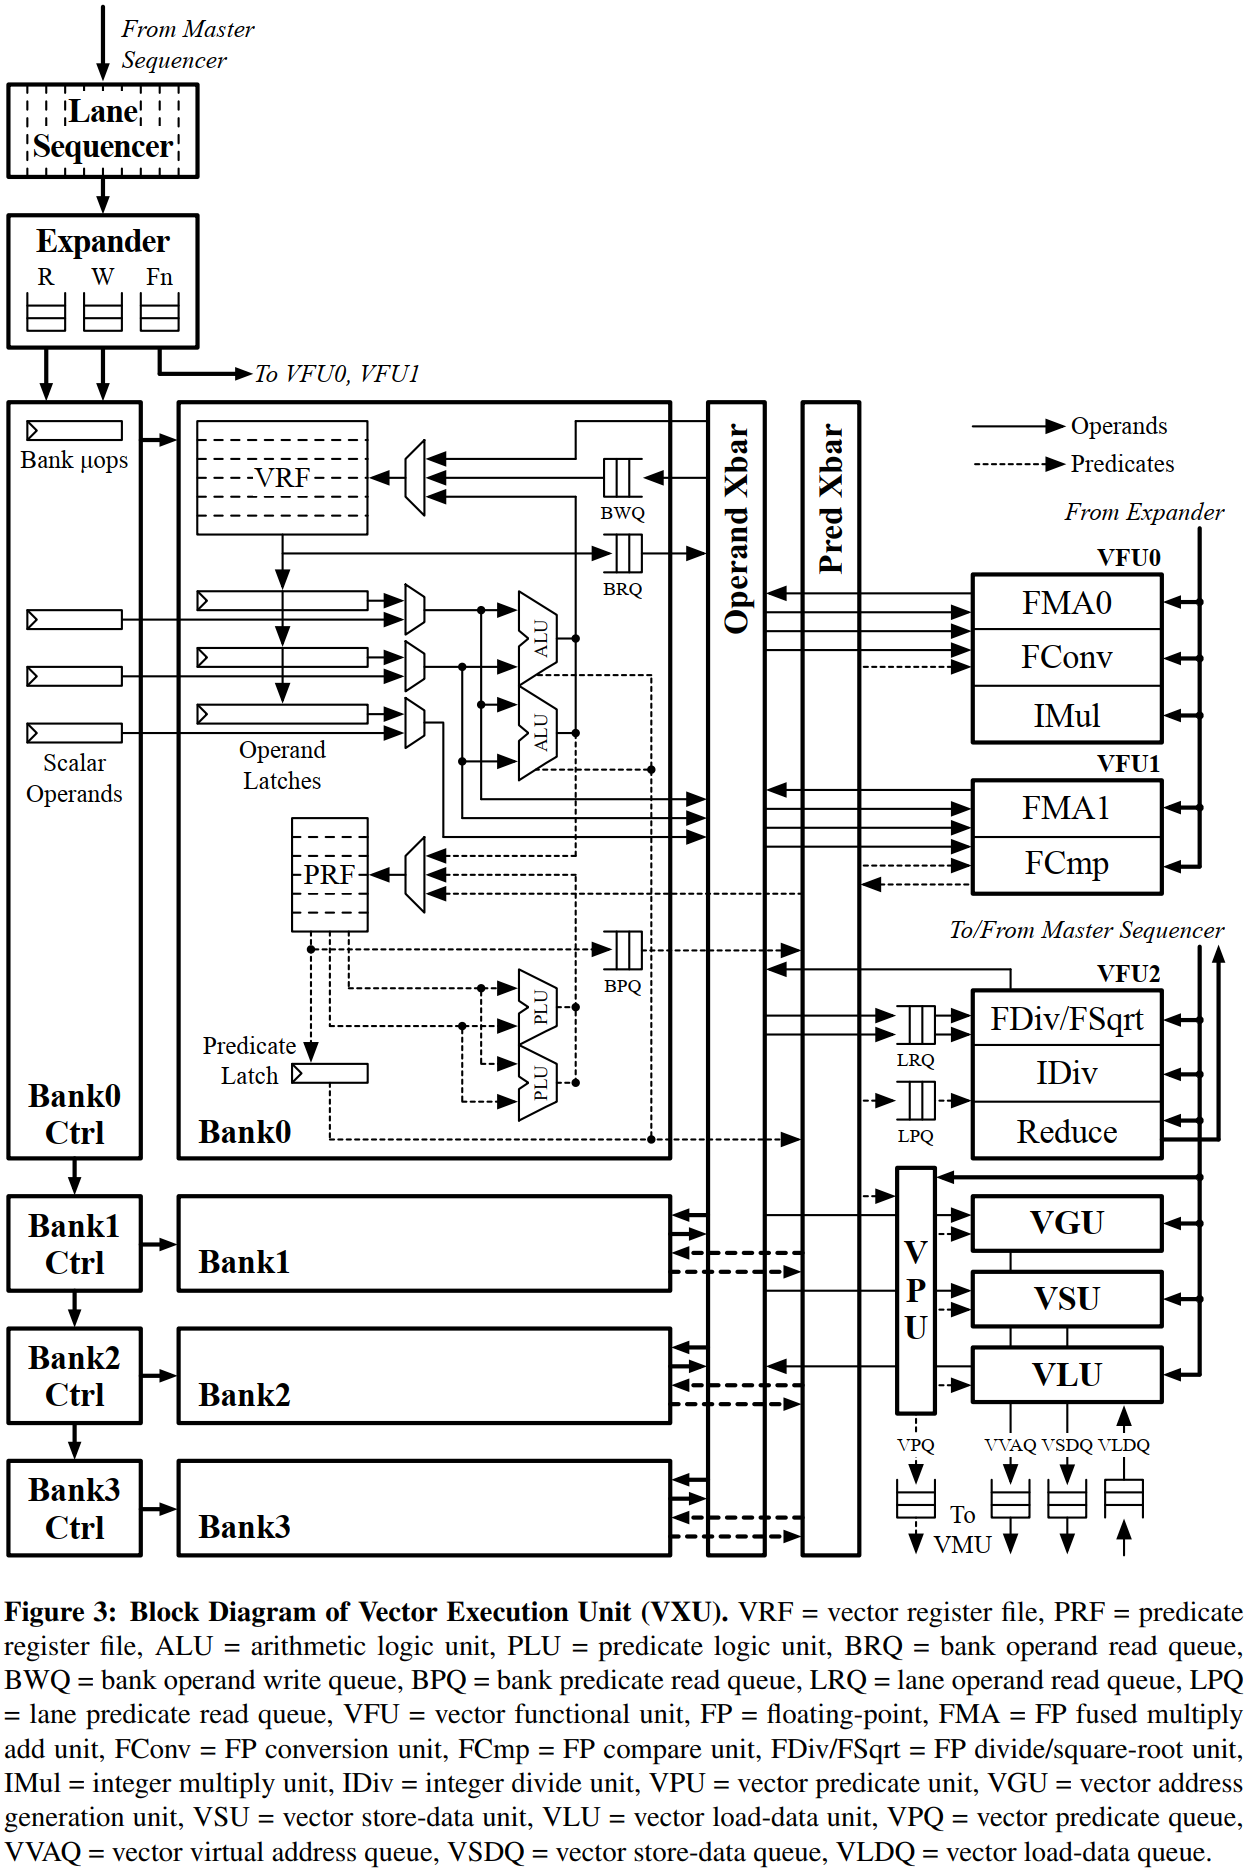 From Master
Sequencer
Lane
Sequencer
Expander
R W Fn
To VFU0, VFU1
Bank μops
VRF
BWQ
BRQ
Operand Xbar
Pred Xbar
Operands
Predicates
From Expander
VFU0
FMA0
FConv
IMul
ALU
ALU
Scalar
Operands
Operand
Latches
VFU1
FMA1
FCmp
PRF
BPQ
To/From Master Sequencer
VFU2
FDiv/FSqrt
IDiv
Reduce
LRQ
LPQ
PLU
PLU
Predicate
Latch
Bank0
Ctrl
Bank0
Bank1
Ctrl
Bank1
VPU
VGU
VSU
VLU
Bank2
Ctrl
Bank2
VPQ VVAQ VSDQ VLDQ
Bank3
Ctrl
Bank3
To
VMU
Figure 3: Block Diagram of Vector Execution Unit (VXU). VRF = vector register file, PRF = predicate
register file, ALU = arithmetic logic unit, PLU = predicate logic unit, BRQ = bank operand read queue,
BWQ = bank operand write queue, BPQ = bank predicate read queue, LRQ = lane operand read queue, LPQ
= lane predicate read queue, VFU = vector functional unit, FP = floating-point, FMA = FP fused multiply
add unit, FConv = FP conversion unit, FCmp = FP compare unit, FDiv/FSqrt = FP divide/square-root unit,
IMul = integer multiply unit, IDiv = integer divide unit, VPU = vector predicate unit, VGU = vector address
generation unit, VSU = vector store-data unit, VLU = vector load-data unit, VPQ = vector predicate queue,
VVAQ = vector virtual address queue, VSDQ = vector store-data queue, VLDQ = vector load-data queue.